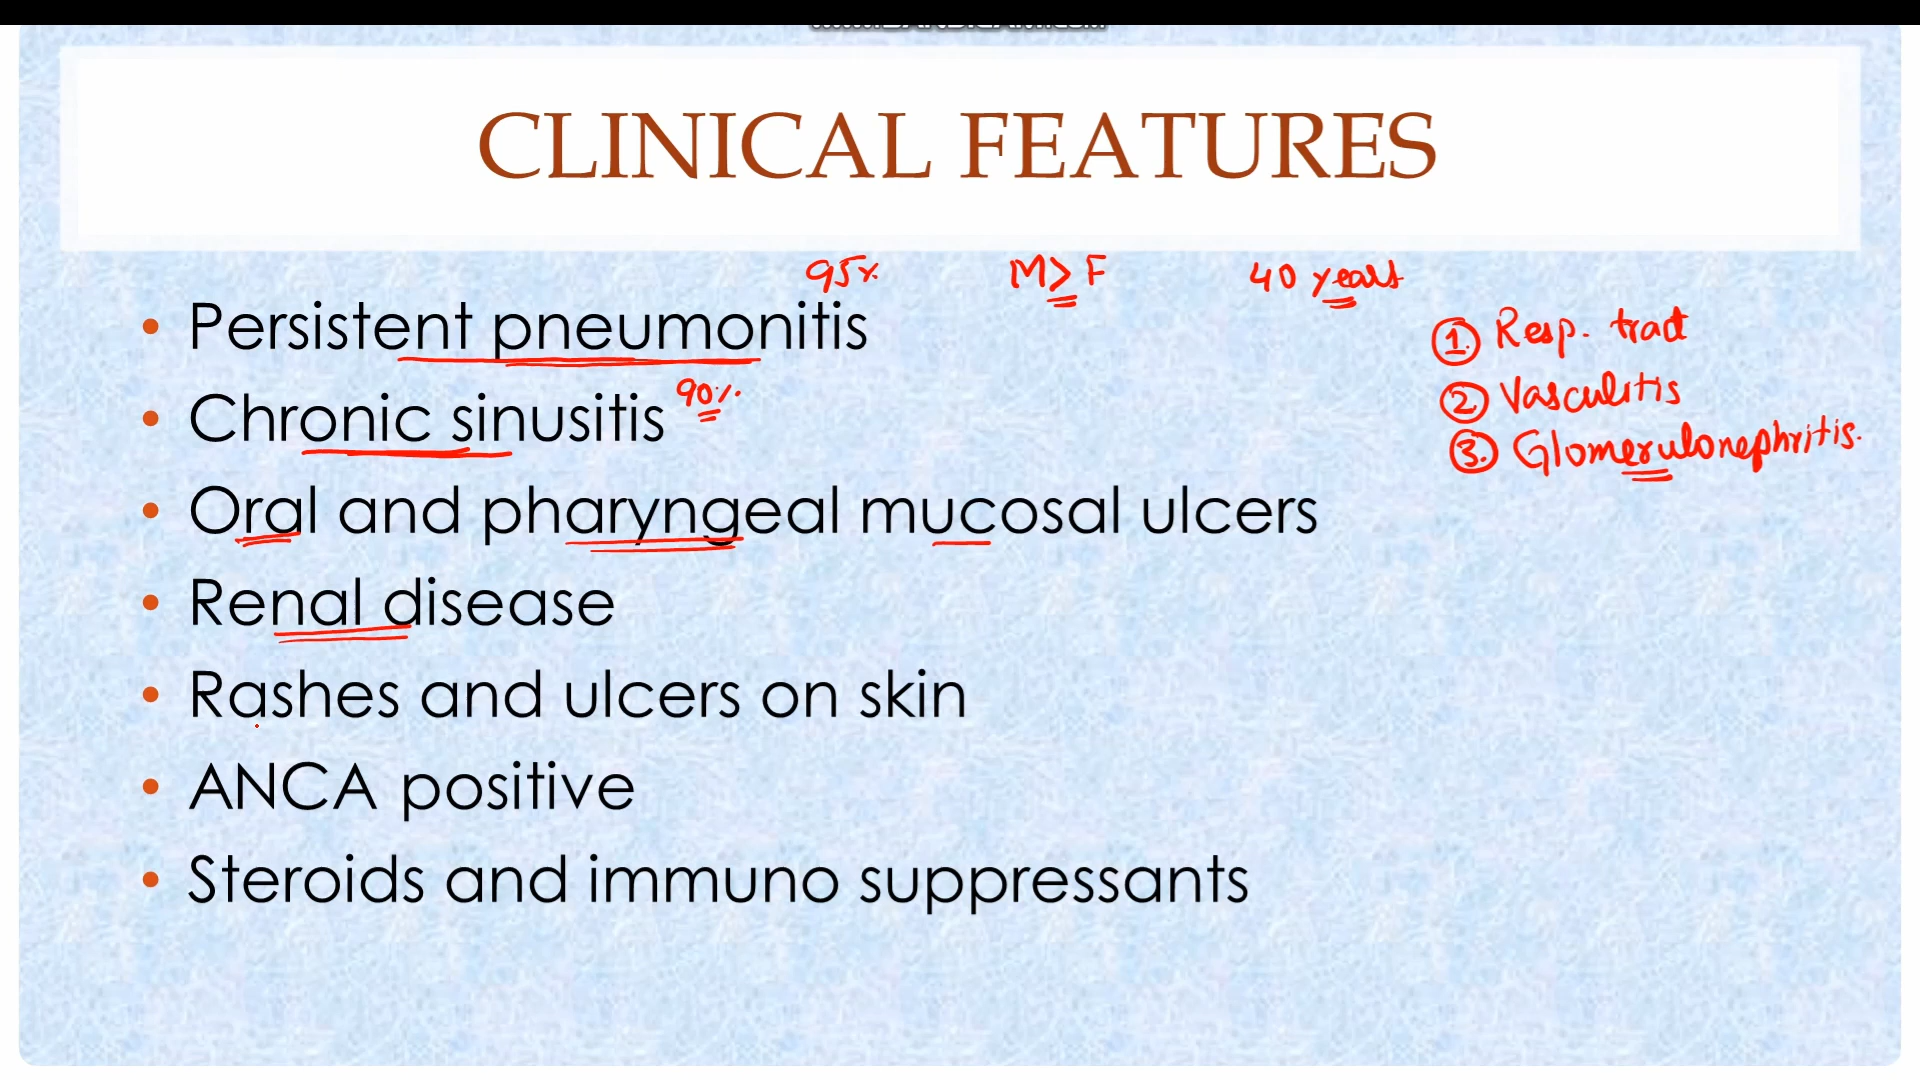 CLINICAL FEATURES
95% M > F 40 years
• Persistent pneumonitis
① Resp. tract
• Chronic sinusitis 90%
② Vasculitis
③ Glomerulonephritis.
• Oral and pharyngeal mucosal ulcers
• Renal disease
• Rashes and ulcers on skin
• ANCA positive
• Steroids and immuno suppressants